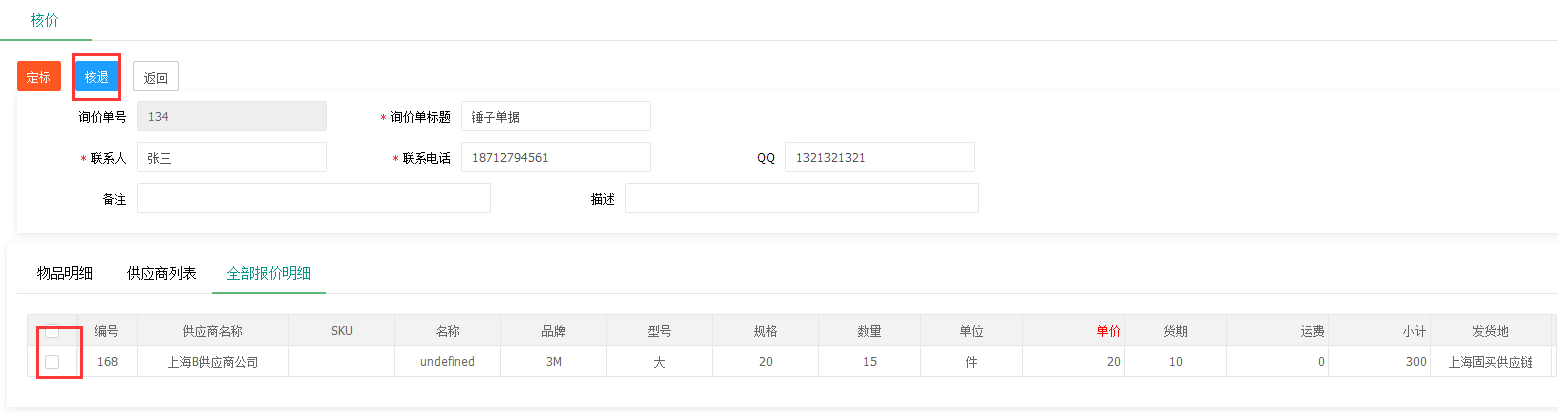 核价
定标 核退 返回
询价单号 134 * 询价单标题 锤子单据
* 联系人 张三 * 联系电话 18712794561 QQ 1321321321
备注 描述
物品明细 供应商列表 全部报价明细
编号 供应商名称 SKU 名称 品牌 型号 规格 数量 单位 单价 货期 运费 小计 发货地
168 上海B供应商公司 undefined 3M 大 20 15 件 20 10 0 300 上海固买供应链